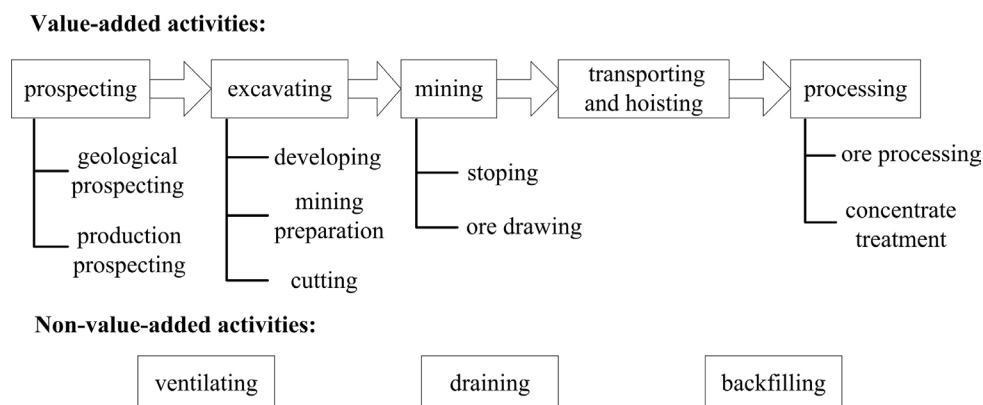 Value-added activities:
prospecting
excavating
mining
transporting
and hoisting
processing
geological
prospecting
production
prospecting
developing
mining
preparation
cutting
stoping
ore drawing
ore processing
concentrate
treatment
Non-value-added activities:
ventilating
draining
backfilling